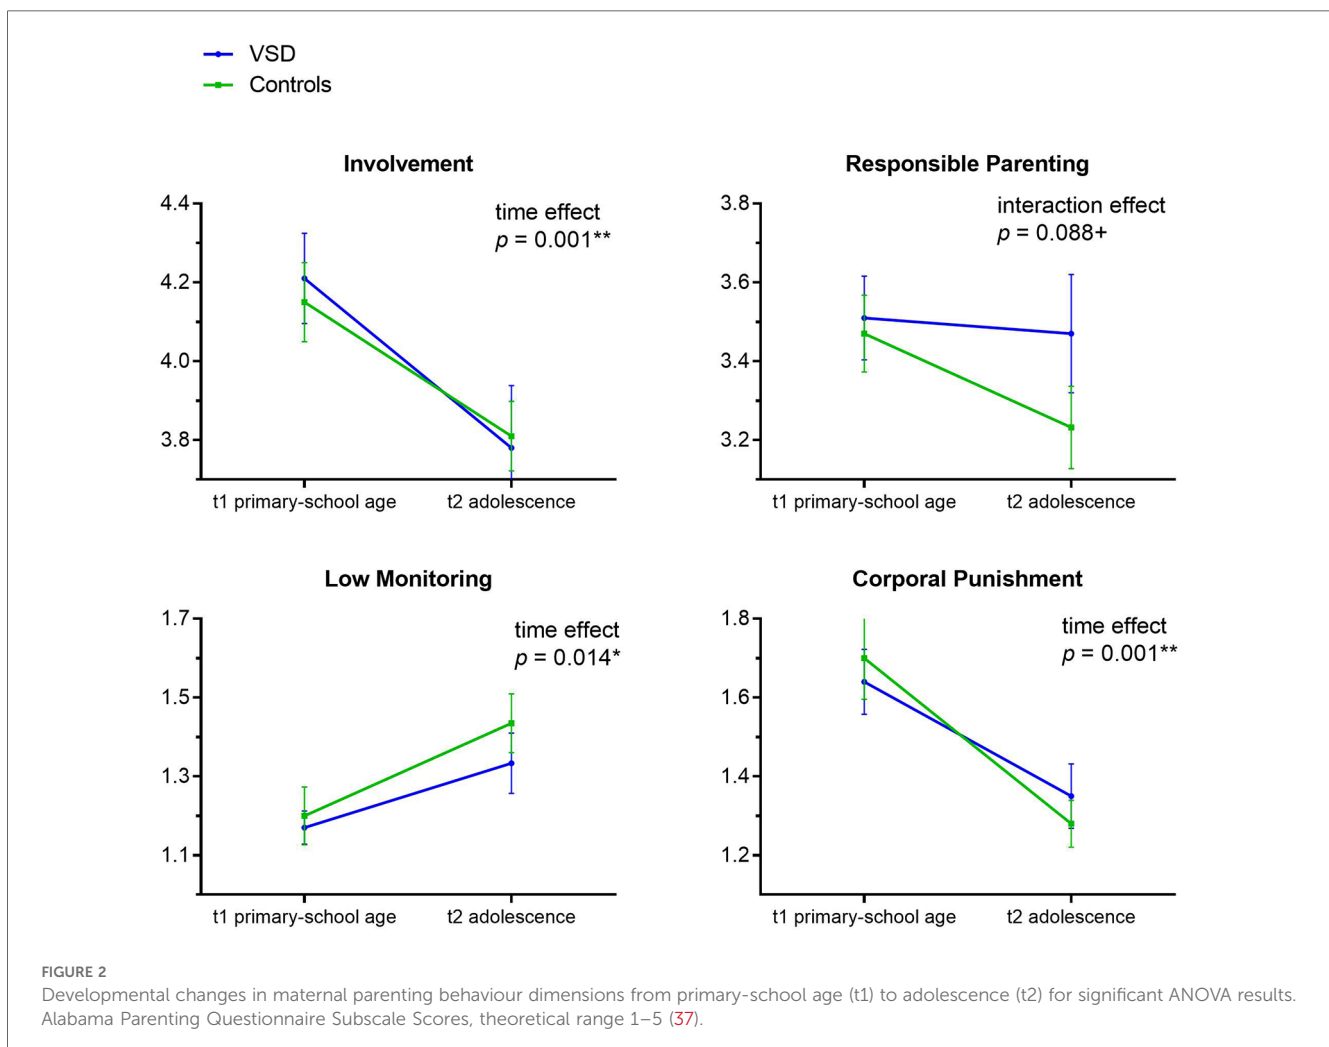 VSD
Controls
Involvement
4.4
4.2
4.0
3.8
time effect
p = 0.001**
t1 primary-school age
t2 adolescence
Responsible Parenting
3.8
3.6
3.4
3.2
interaction effect
p = 0.088+
t1 primary-school age
t2 adolescence
Low Monitoring
1.7
1.5
1.3
1.1
time effect
p = 0.014*
t1 primary-school age
t2 adolescence
Corporal Punishment
1.8
1.6
1.4
1.2
time effect
p = 0.001**
t1 primary-school age
t2 adolescence
FIGURE 2
Developmental changes in maternal parenting behaviour dimensions from primary-school age (t1) to adolescence (t2) for significant ANOVA results.
Alabama Parenting Questionnaire Subscale Scores, theoretical range 1–5 (37).